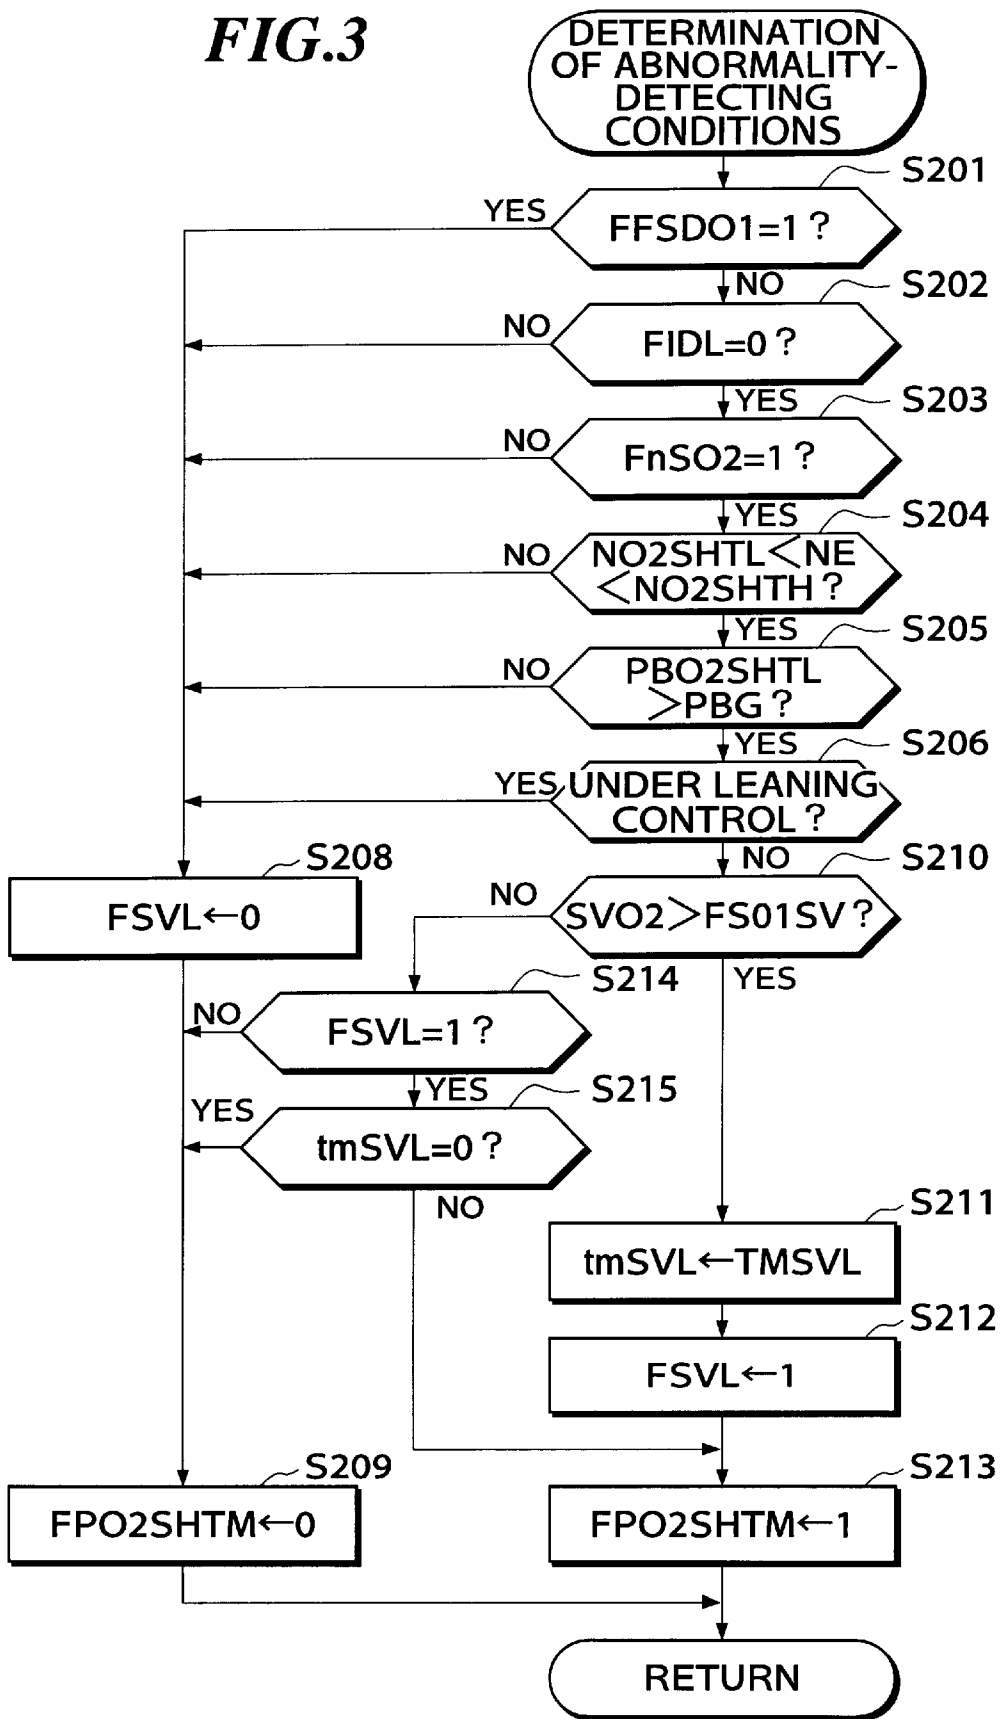 FIG.3
DETERMINATION
OF ABNORMALITY-
DETECTING
CONDITIONS
S201
YES
FFSDO1=1?
NO
S202
NO
FIDL=0?
YES
S203
NO
FnSO2=1?
YES
S204
NO
NO2SHTL<NE
<NO2SHTH?
YES
S205
NO
PBO2SHTL
>PBG?
YES
S206
YES
UNDER LEANING
CONTROL?
NO
S208
FSVL←0
S210
NO
SVO2>FS01SV?
YES
S214
NO
FSVL=1?
YES
S215
YES
tmSVL=0?
NO
S211
tmSVL←TMSVL
S212
FSVL←1
S209
FPO2SHTM←0
S213
FPO2SHTM←1
RETURN